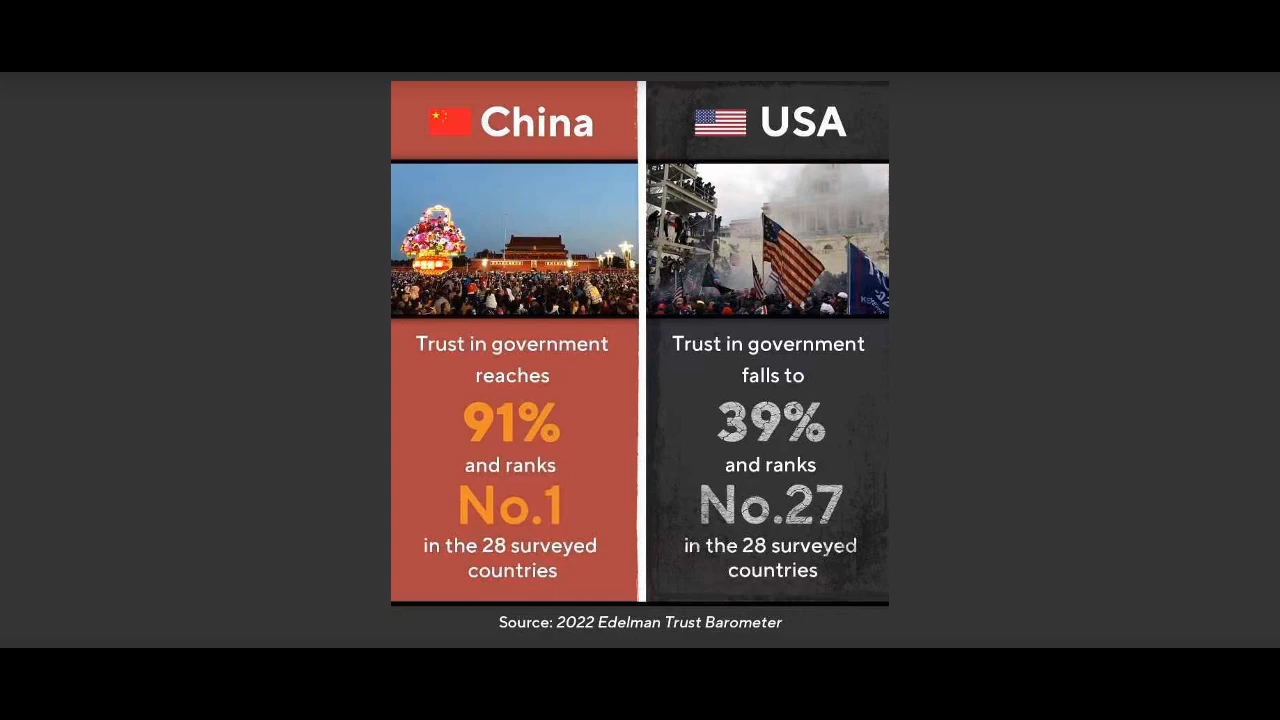 China
Trust in government
reaches
91%
and ranks
No.1
in the 28 surveyed
countries
USA
Trust in government
falls to
39%
and ranks
No.27
in the 28 surveyed
countries
Source: 2022 Edelman Trust Barometer